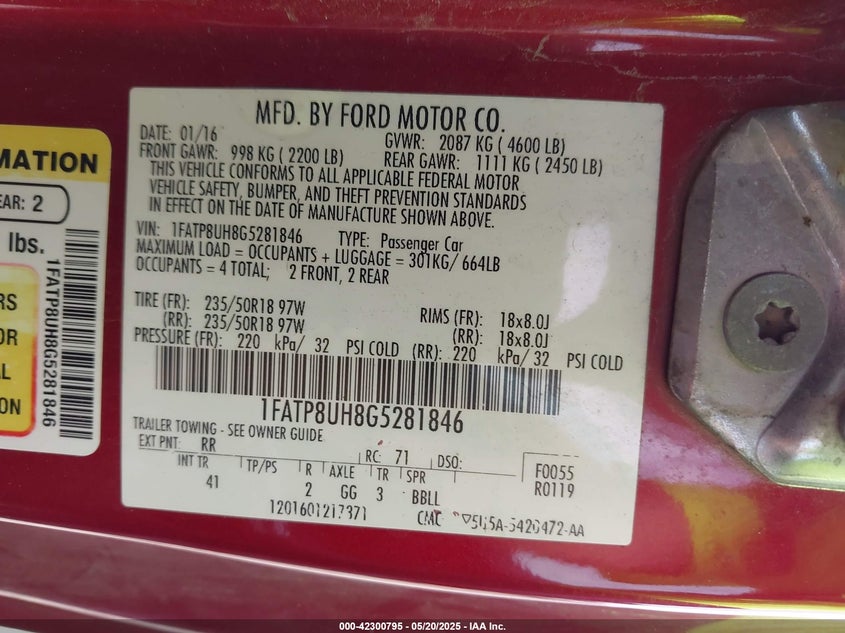 MFD. BY FORD MOTOR CO.
DATE: 01/16
GVWR: 2087 KG ( 4600 LB)
FRONT GAWR: 998 KG ( 2200 LB)
REAR GAWR: 1111 KG ( 2450 LB)
THIS VEHICLE CONFORMS TO ALL APPLICABLE FEDERAL MOTOR
VEHICLE SAFETY, BUMPER, AND THEFT PREVENTION STANDARDS
IN EFFECT ON THE DATE OF MANUFACTURE SHOWN ABOVE.
VIN: 1FATP8UH8G5281846 TYPE: Passenger Car
MAXIMUM LOAD = OCCUPANTS + LUGGAGE = 301KG/ 664LB
OCCUPANTS = 4 TOTAL; 2 FRONT, 2 REAR
TIRE (FR): 235/50R18 97W RIMS (FR): 18x8.0J
(RR): 235/50R18 97W (RR): 18x8.0J
PRESSURE (FR): 220 kPa/ 32 PSI COLD (RR): 220 kPa/ 32 PSI COLD
1FATP8UH8G5281846
TRAILER TOWING - SEE OWNER GUIDE
EXT PNT: RR RC: 71 DSO: F0055
R0119
INT TR TP/PS R AXLE TR SPR
41 2 GG 3 BBLL
1201601217371 CMC
MATION
EAR: 2
lbs.
RS
OR
AL
ION
1FATP8UH8G5281846
000-42300795 - 05/20/2025 - IAA Inc.